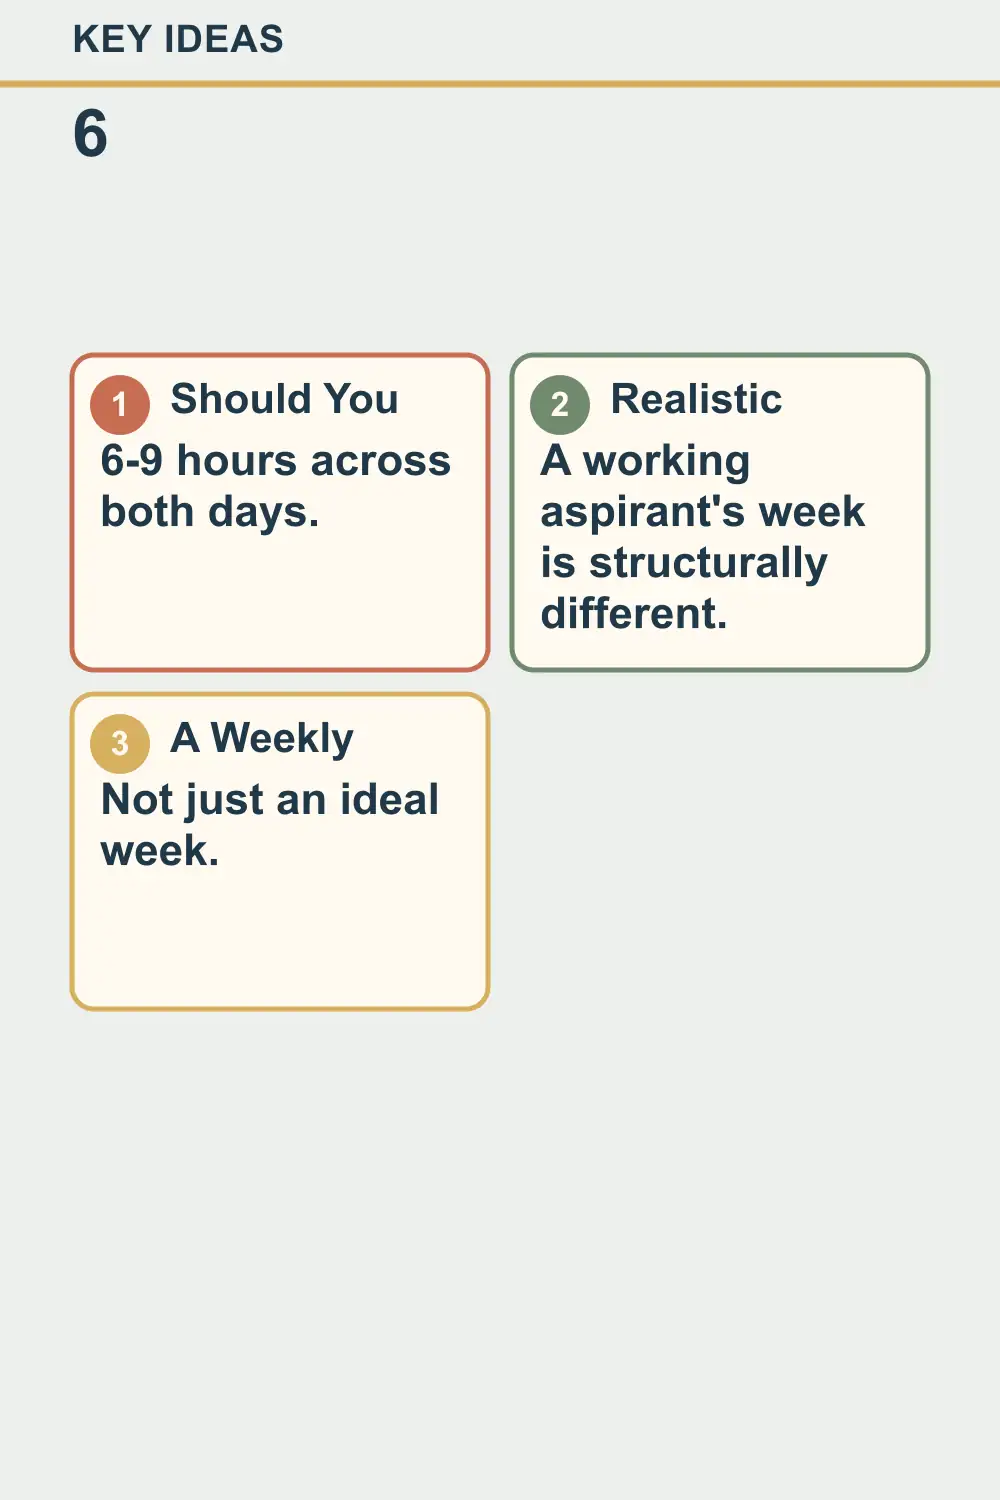 KEY IDEAS
6
1
Should You
6-9 hours across
both days.
2
Realistic
A working
aspirant's week
is structurally
different.
3
A Weekly
Not just an ideal
week.